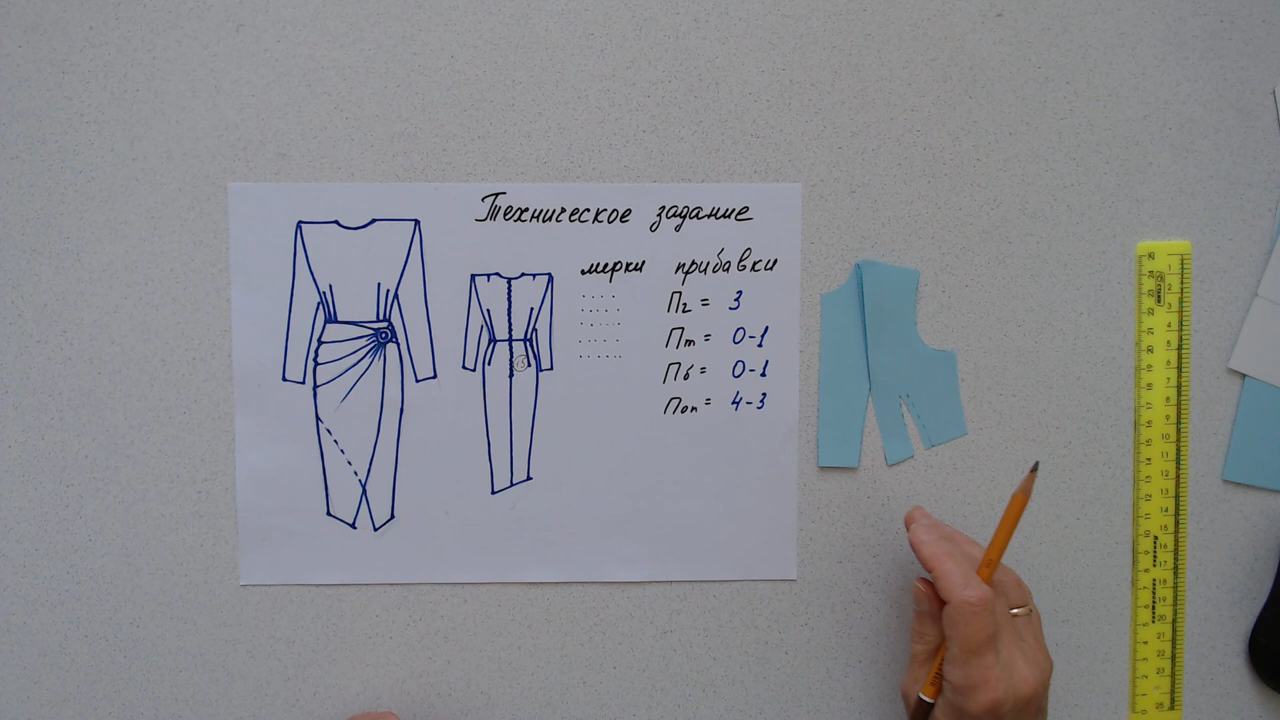 Техническое задание
мерки прибавки
Пг = 3
Пт = 0-1
Пб = 0-1
Поп = 4-3